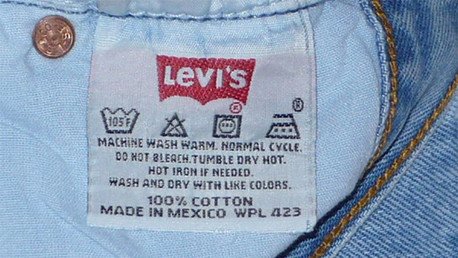 Levi's
®
105F
®
MACHINE WASH WARM. NORMAL CYCLE.
DO NOT BLEACH. TUMBLE DRY HOT.
HOT IRON IF NEEDED.
WASH AND DRY WITH LIKE COLORS.
100% COTTON
MADE IN MEXICO WPL 423